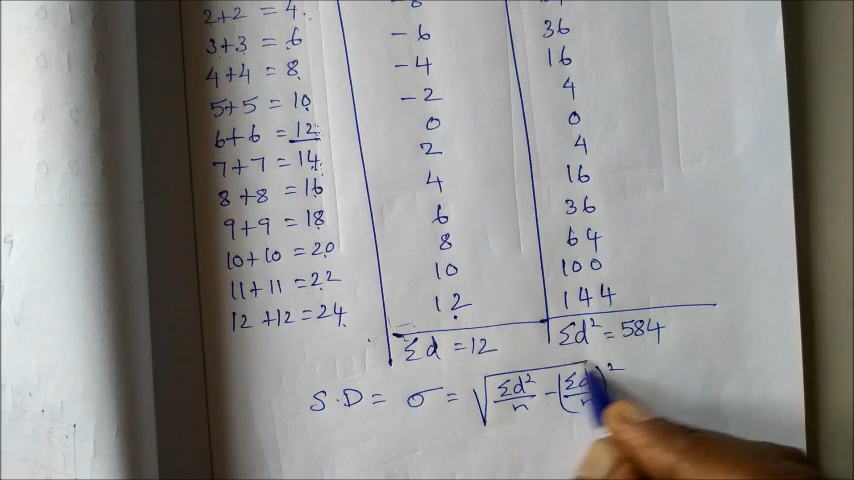 2+2 = 4
3+3 = 6 -6 36
4+4 = 8 -4 16
5+5 = 10 -2 4
6+6 = 12 0 0
7+7 = 14 2 4
8+8 = 16 4 16
9+9 = 18 6 36
10+10 = 20 8 64
11+11 = 22 10 100
12+12 = 24 12 144
Σd = 12 Σd² = 584
S.D = σ = √(Σd²/n - (Σd/n)²)